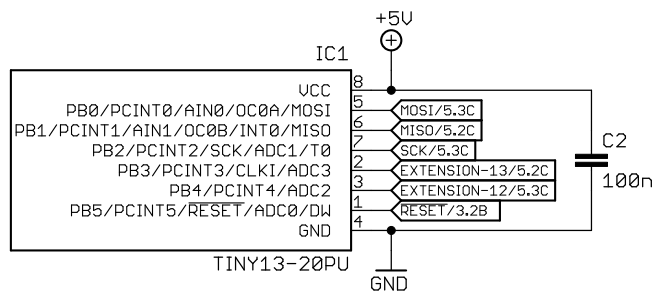 +5V
IC1
VCC 8
PB0/PCINT0/AIN0/OC0A/MOSI 5 MOSI/5.3C
PB1/PCINT1/AIN1/OC0B/INT0/MISO 6 MISO/5.2C
PB2/PCINT2/SCK/ADC1/T0 7 SCK/5.3C
PB3/PCINT3/CLKI/ADC3 2 EXTENSION-13/5.2C
PB4/PCINT4/ADC2 3 EXTENSION-12/5.3C
PB5/PCINT5/RESET/ADC0/DW 1 RESET/3.2B
GND 4
C2
100n
TINY13-20PU
GND